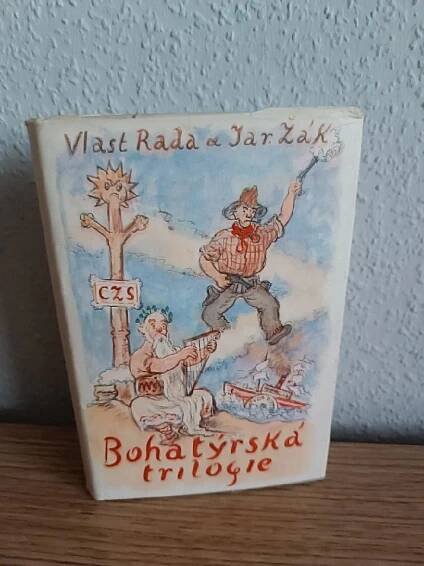 Vlast Rada a Jar Žák
CZS
Bohatýrská
trilogie